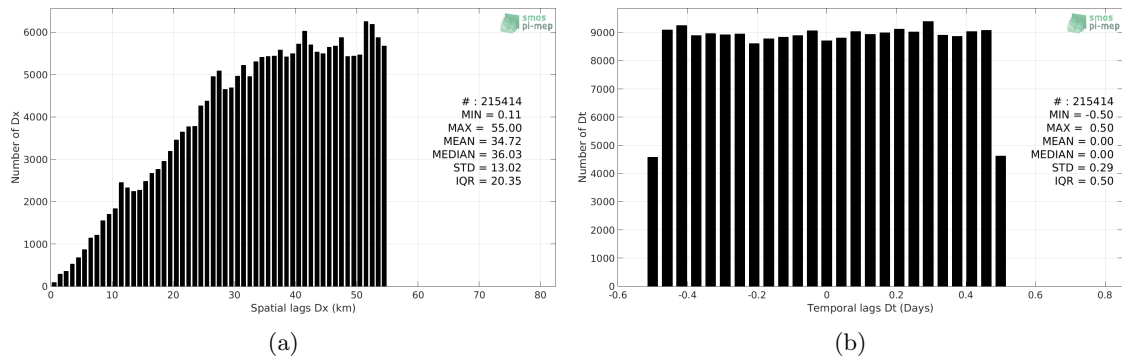 smos
pi-mep
6000
5000
4000
3000
2000
1000
0
Number of Dx
# : 215414
MIN = 0.11
MAX = 55.00
MEAN = 34.72
MEDIAN = 36.03
STD = 13.02
IQR = 20.35
0 10 20 30 40 50 60 70 80
Spatial lags Dx (km)
(a)
smos
pi-mep
9000
8000
7000
6000
5000
4000
3000
2000
1000
0
Number of Dt
# : 215414
MIN = -0.50
MAX = 0.50
MEAN = 0.00
MEDIAN = 0.00
STD = 0.29
IQR = 0.50
-0.6 -0.4 -0.2 0 0.2 0.4 0.6 0.8
Temporal lags Dt (Days)
(b)